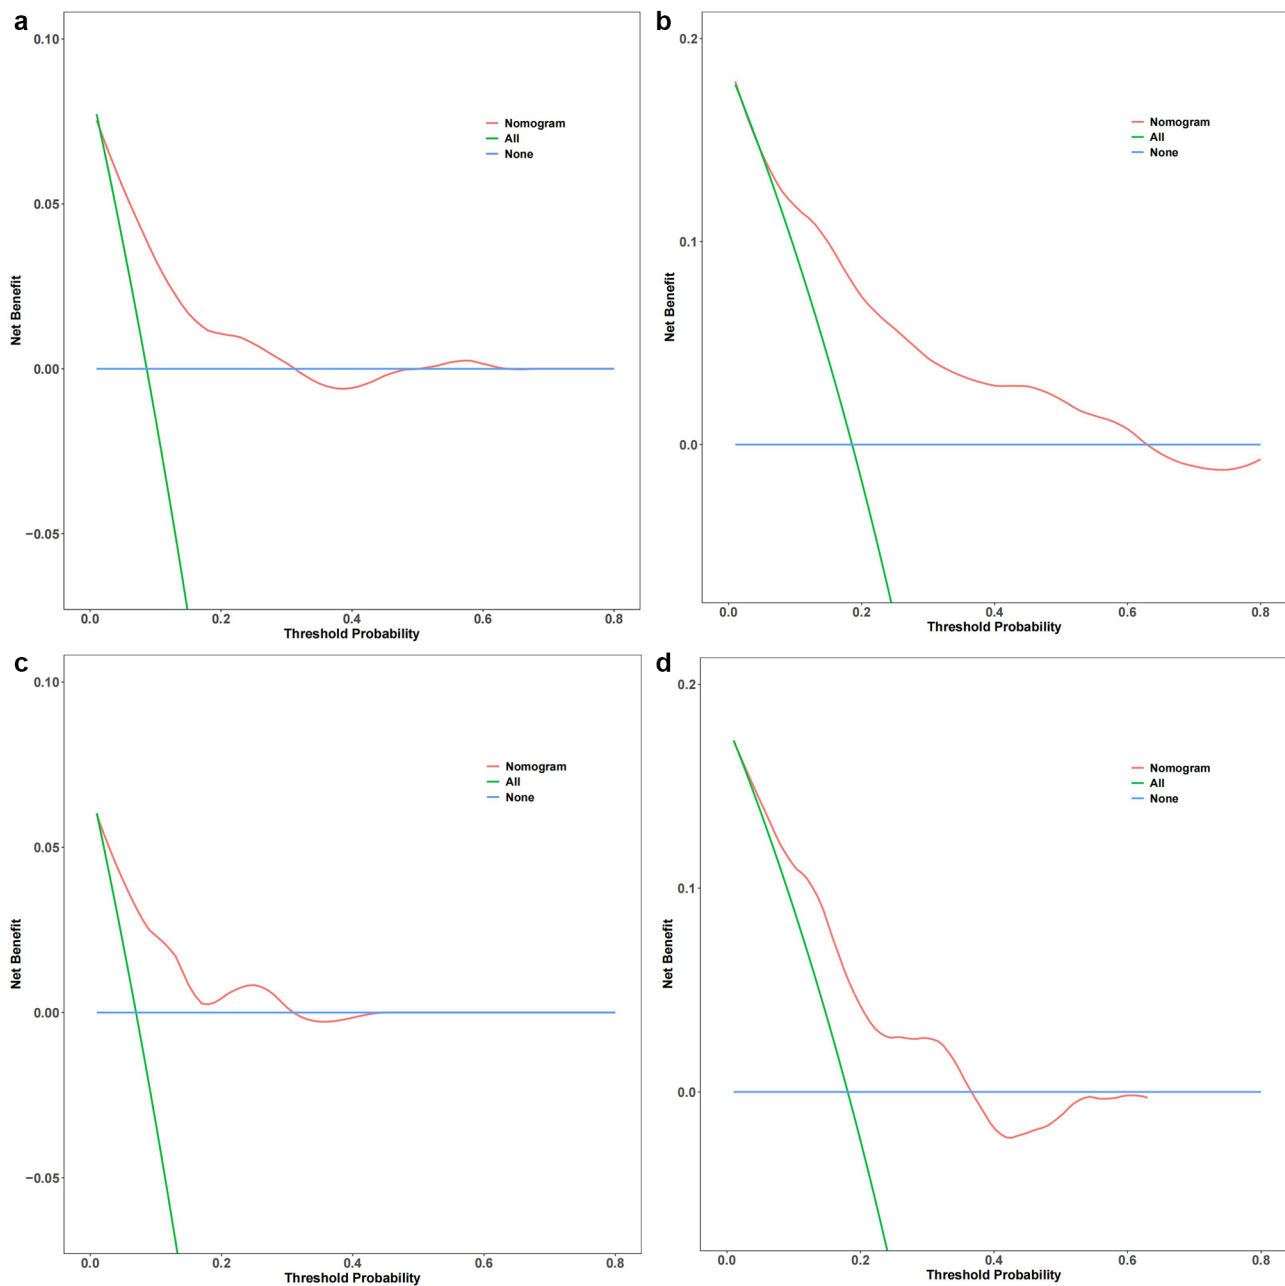 a
0.10
0.05
0.00
−0.05
Net Benefit
Nomogram
All
None
0.0 0.2 0.4 0.6 0.8
Threshold Probability
b
0.2
0.1
0.0
Net Benefit
Nomogram
All
None
0.0 0.2 0.4 0.6 0.8
Threshold Probability
c
0.10
0.05
0.00
−0.05
Net Benefit
Nomogram
All
None
0.0 0.2 0.4 0.6 0.8
Threshold Probability
d
0.2
0.1
0.0
Net Benefit
Nomogram
All
None
0.0 0.2 0.4 0.6 0.8
Threshold Probability